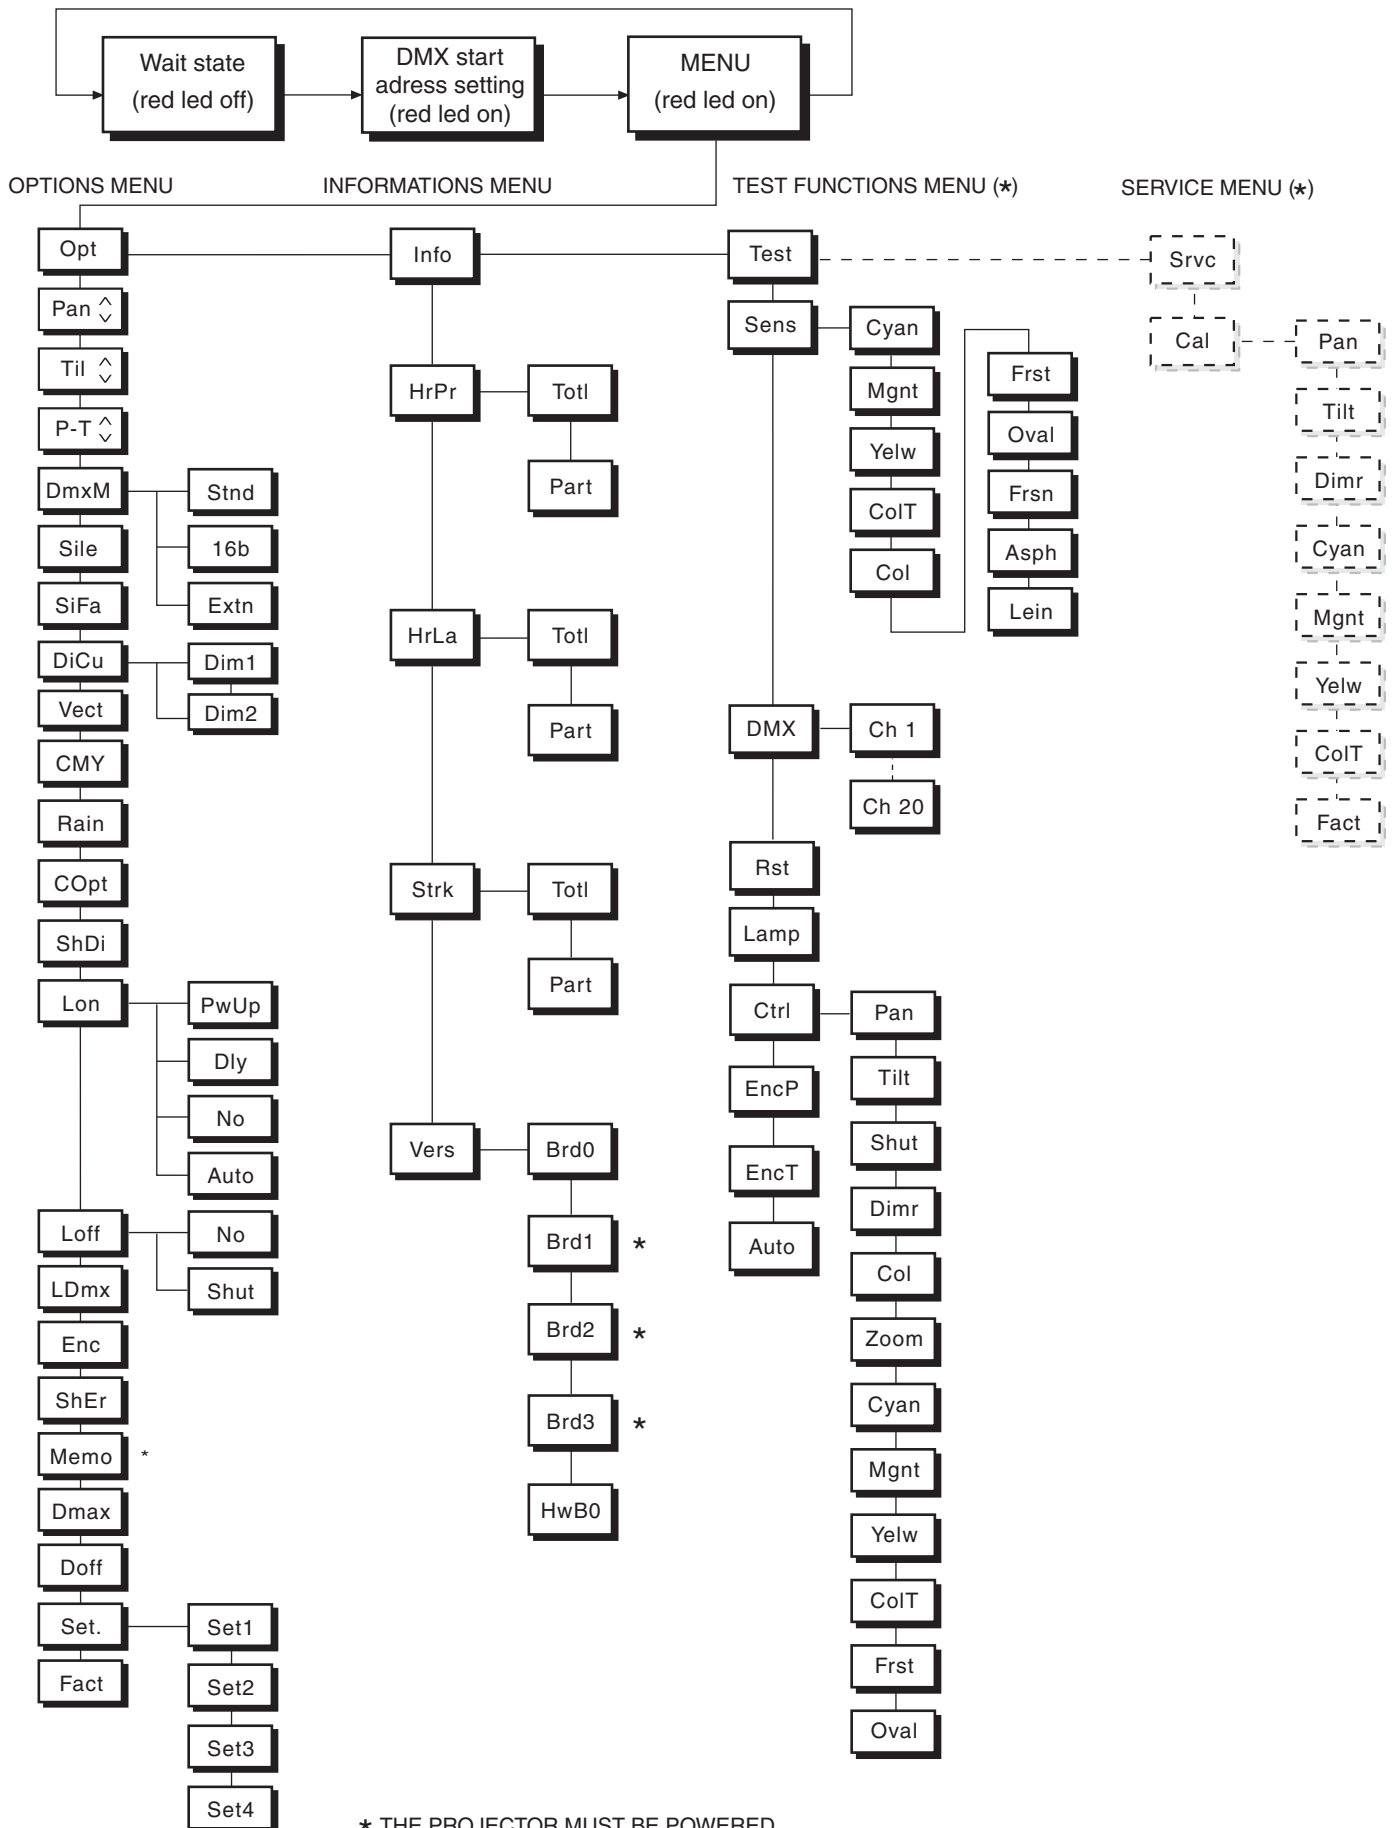 Wait state
(red led off)
DMX start
adress setting
(red led on)
MENU
(red led on)
OPTIONS MENU
INFORMATIONS MENU
TEST FUNCTIONS MENU (*)
SERVICE MENU (*)
Opt
Pan
Til
P-T
DmxM
Stnd
16b
Extn
Sile
SiFa
DiCu
Dim1
Dim2
Vect
CMY
Rain
COpt
ShDi
Lon
PwUp
Dly
No
Auto
Loff
No
Shut
LDmx
Enc
ShEr
Memo *
Dmax
Doff
Set.
Set1
Set2
Set3
Set4
Fact
Info
HrPr
Totl
Part
HrLa
Totl
Part
Strk
Totl
Part
Vers
Brd0
Brd1 *
Brd2 *
Brd3 *
HwB0
Test
Sens
Cyan
Mgnt
Yelw
ColT
Col
Frst
Oval
Frsn
Asph
Lein
DMX
Ch 1
Ch 20
Rst
Lamp
Ctrl
Pan
Tilt
Shut
Dimr
Col
Zoom
Cyan
Mgnt
Yelw
ColT
Frst
Oval
EncP
EncT
Auto
Srvc
Cal
Pan
Tilt
Dimr
Cyan
Mgnt
Yelw
ColT
Fact
* THE PROJECTOR MUST BE POWERED